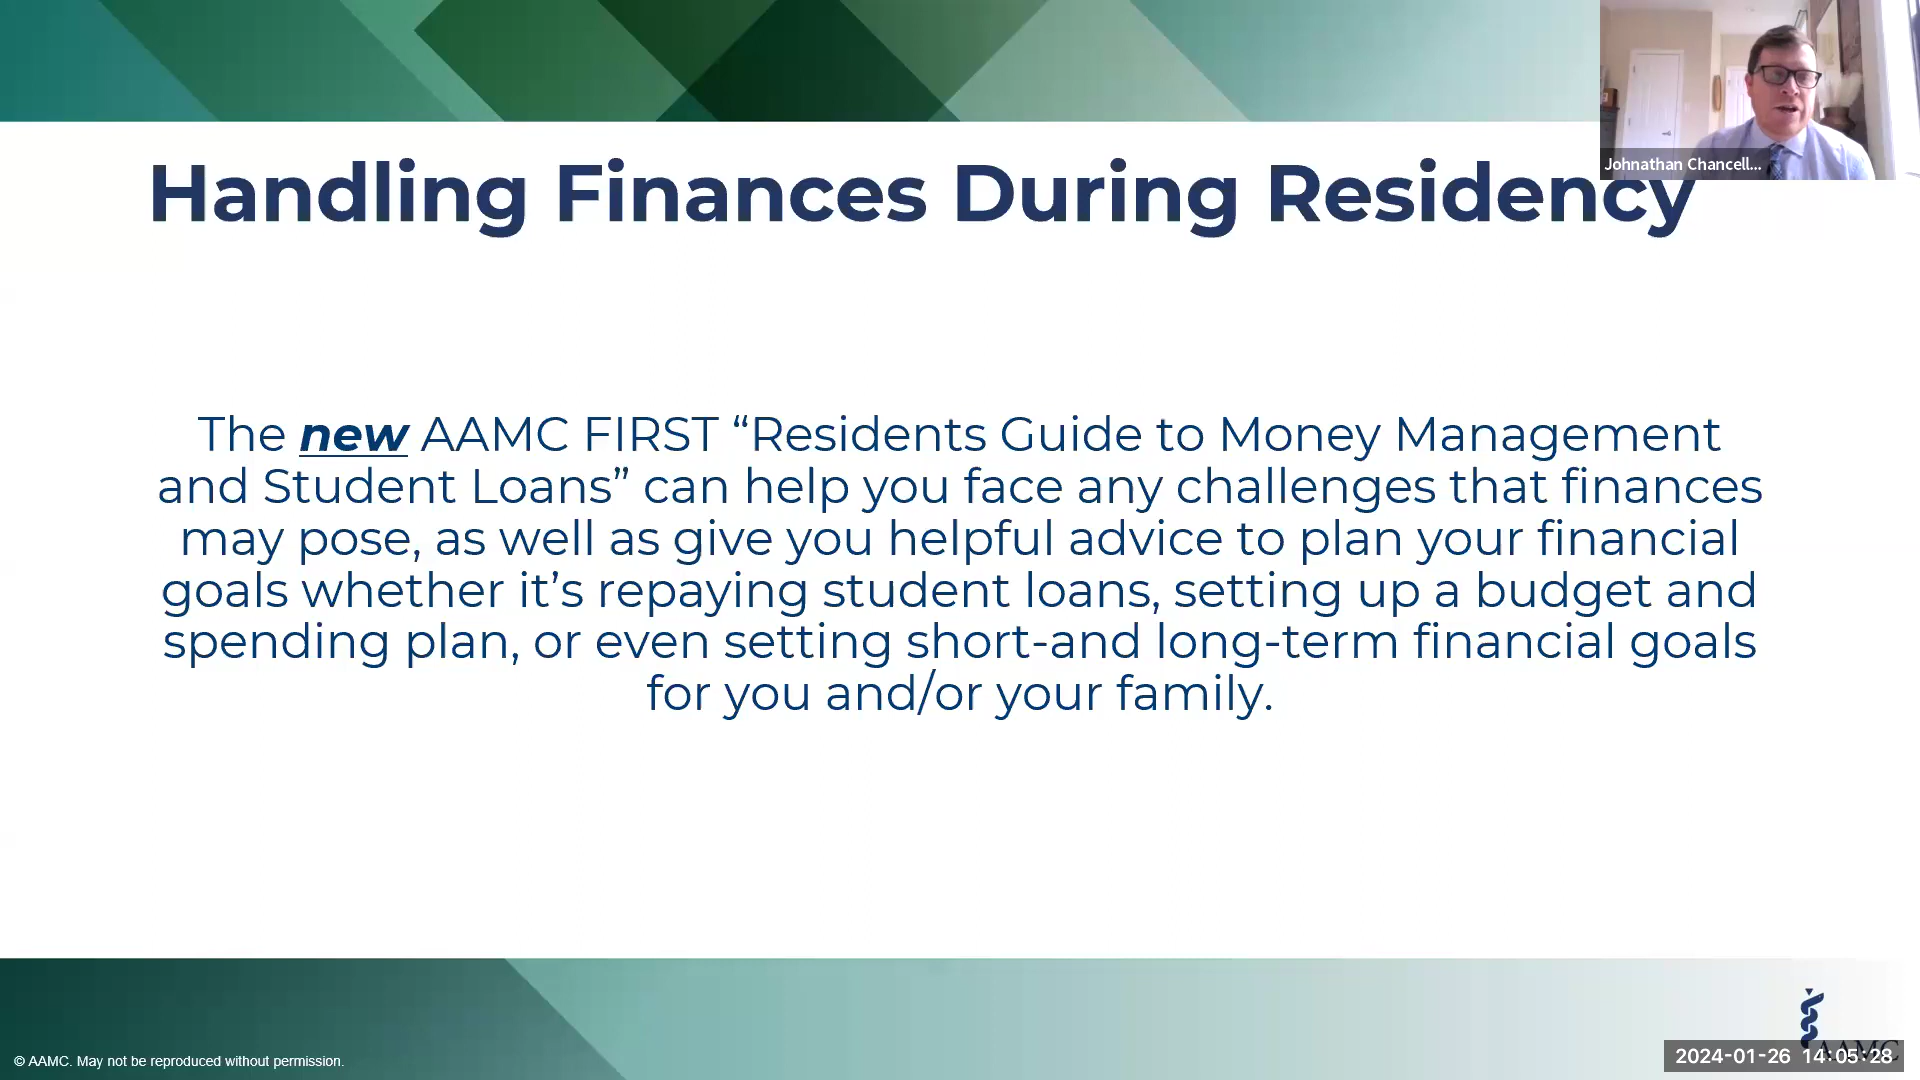 Johnathan Chancell...
Handling Finances During Residency
The new AAMC FIRST “Residents Guide to Money Management
and Student Loans” can help you face any challenges that finances
may pose, as well as give you helpful advice to plan your financial
goals whether it’s repaying student loans, setting up a budget and
spending plan, or even setting short-and long-term financial goals
for you and/or your family.
© AAMC. May not be reproduced without permission.
AAMC
2024-01-26 14:05:28